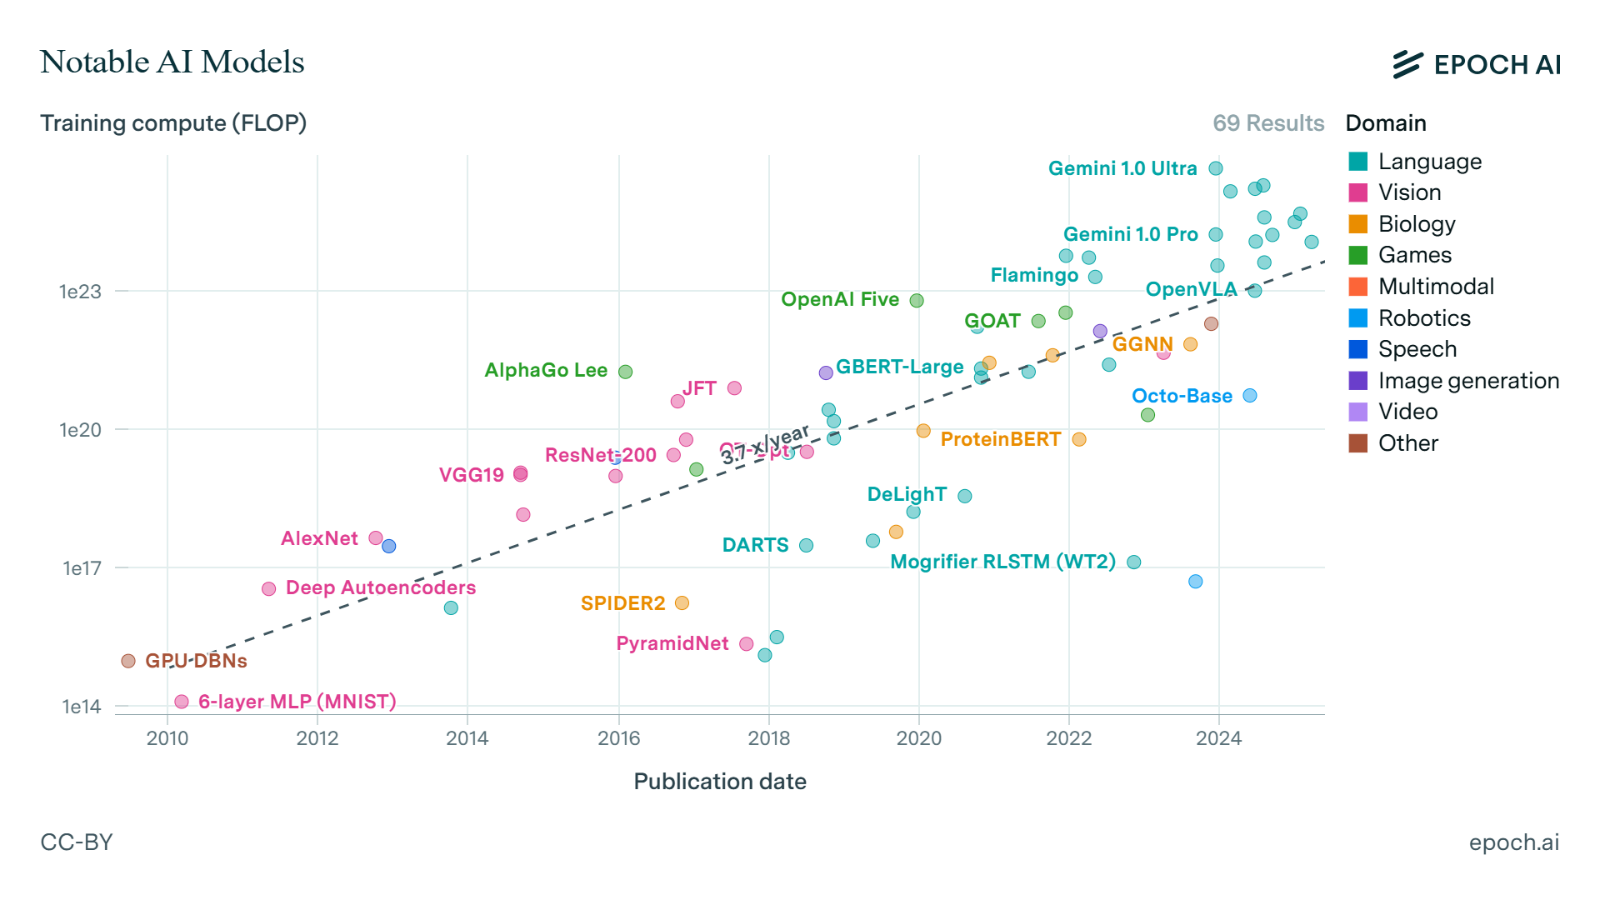 Notable AI Models
EPOCH AI
Training compute (FLOP)
69 Results
Domain
Language
Vision
Biology
Games
Multimodal
Robotics
Speech
Image generation
Video
Other
Gemini 1.0 Ultra
Gemini 1.0 Pro
Flamingo
OpenVLA
OpenAI Five
GOAT
GGNN
AlphaGo Lee
JFT
GBERT-Large
Octo-Base
ProteinBERT
3.7 x/year
ResNet-200
VGG19
DeLighT
AlexNet
DARTS
Mogrifier RLSTM (WT2)
Deep Autoencoders
SPIDER2
PyramidNet
GPU DBNs
6-layer MLP (MNIST)
1e23
1e20
1e17
1e14
2010
2012
2014
2016
2018
2020
2022
2024
Publication date
CC-BY
epoch.ai